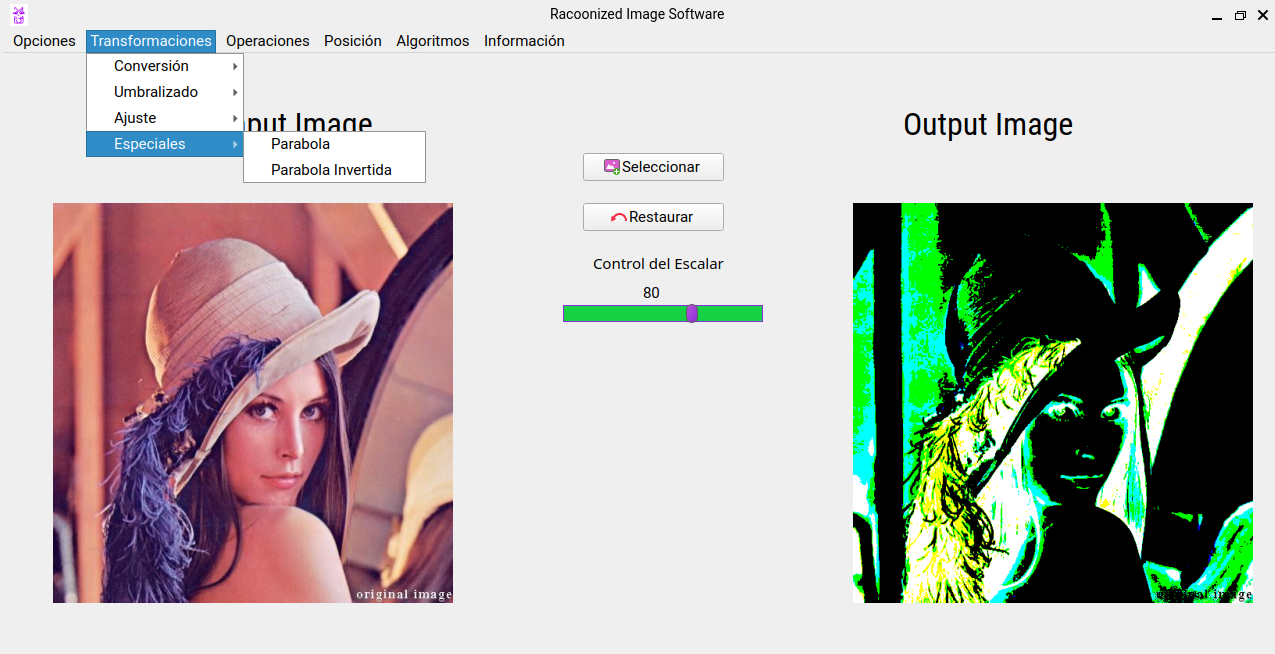 Racoonized Image Software
Opciones Transformaciones Operaciones Posición Algoritmos Información
Conversión
Umbralizado
Ajuste
Especiales
Parabola
Parabola Invertida
Image
Output Image
Seleccionar
Restaurar
Control del Escalar
80
original image
original image